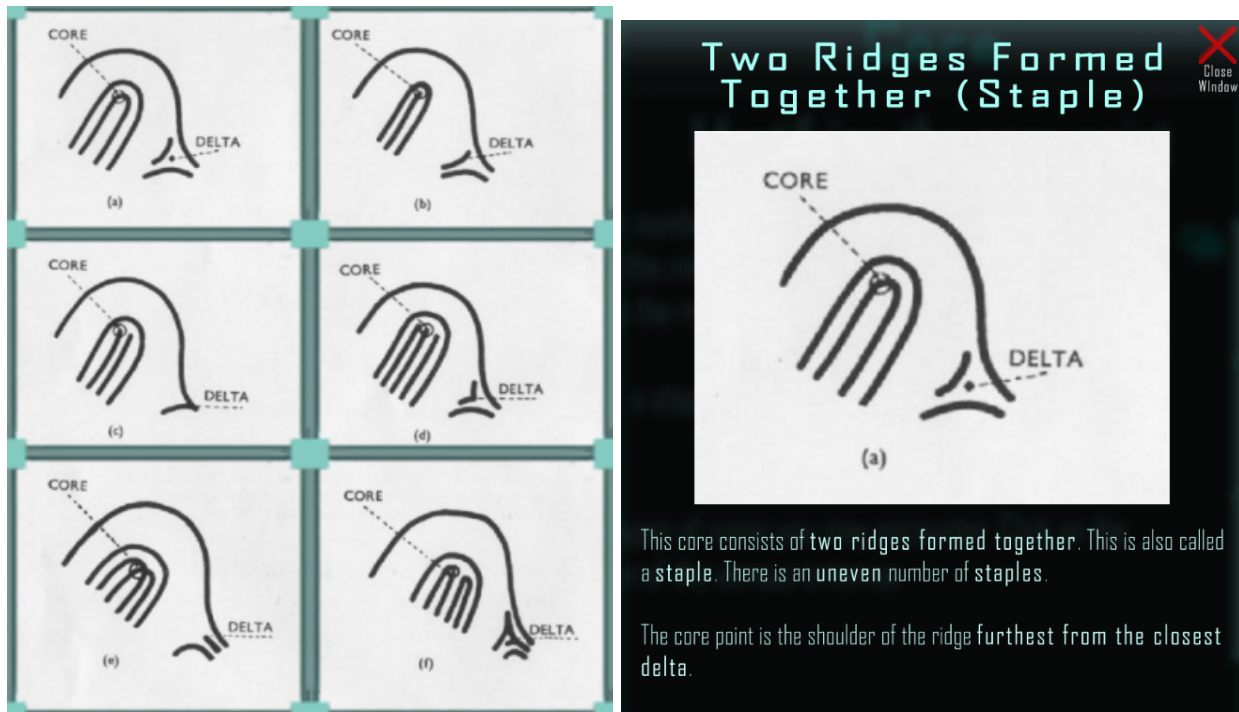 CORE
DELTA
(a)
CORE
DELTA
(b)
CORE
DELTA
(c)
CORE
DELTA
(d)
CORE
DELTA
(e)
CORE
DELTA
(f)
Two Ridges Formed
Together (Staple)
Close
Window
CORE
DELTA
(a)
This core consists of two ridges formed together. This is also called
a staple. There is an uneven number of staples.
The core point is the shoulder of the ridge furthest from the closest
delta.